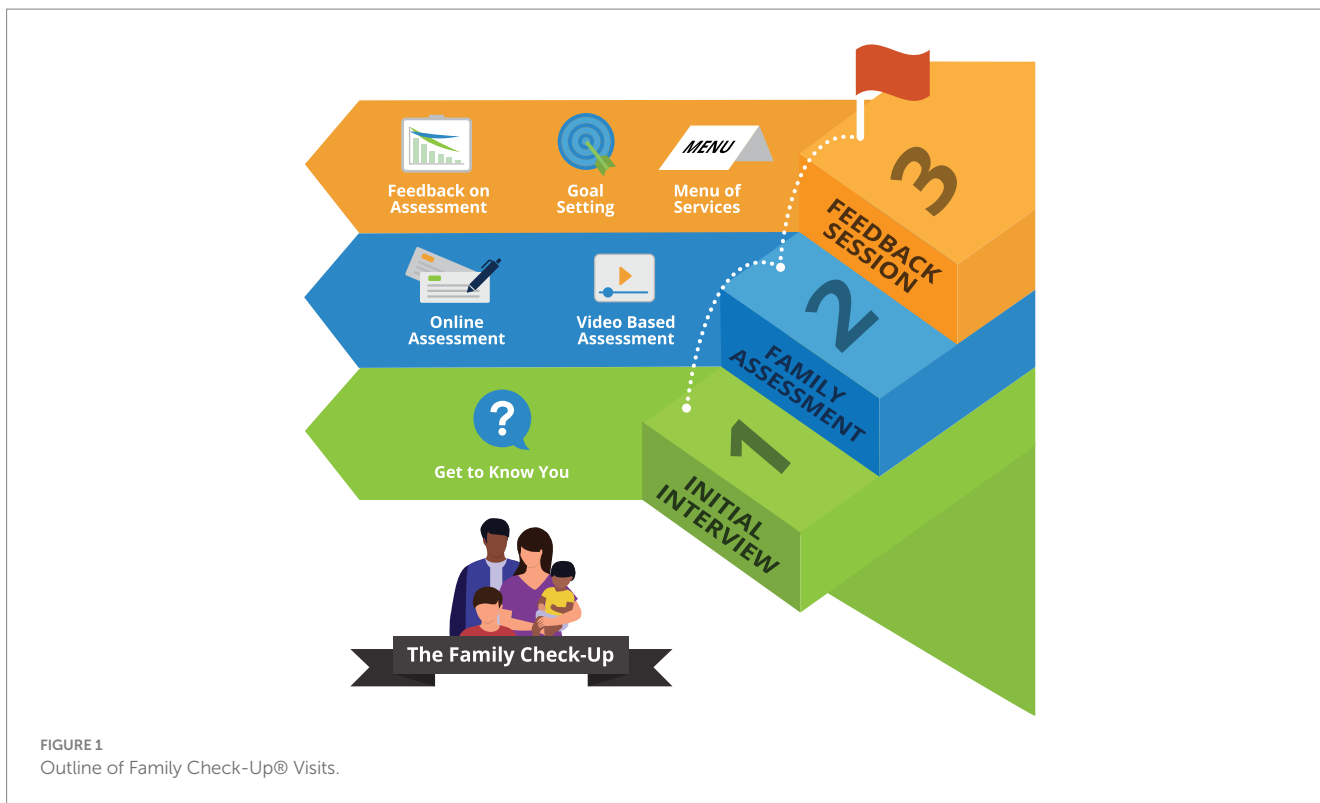 Feedback on
Assessment
Goal
Setting
MENU
Menu of
Services
3
FEEDBACK
SESSION
Online
Assessment
Video Based
Assessment
2
FAMILY
ASSESSMENT
?
Get to Know You
1
INITIAL
INTERVIEW
The Family Check-Up
FIGURE 1
Outline of Family Check-Up® Visits.